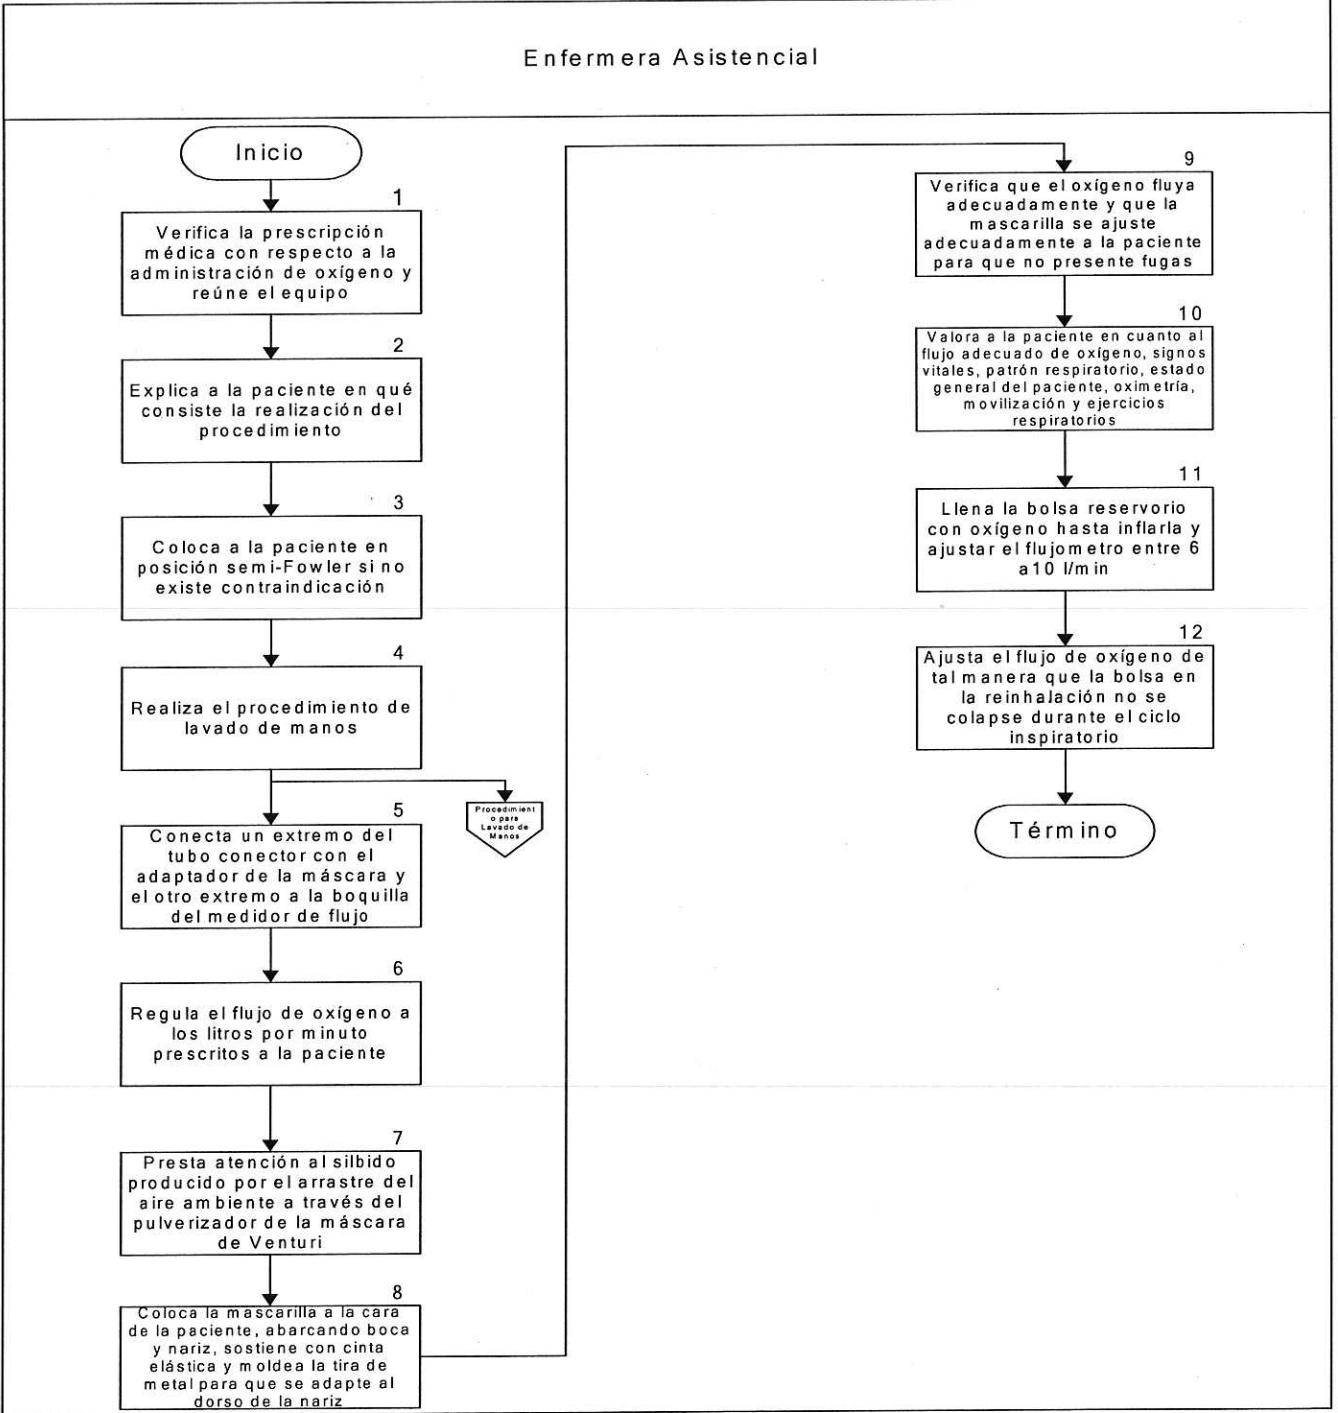 Enfermera Asistencial
Inicio
1
Verifica la prescripción
médica con respecto a la
administración de oxígeno y
reúne el equipo
2
Explica a la paciente en qué
consiste la realización del
procedimiento
3
Coloca a la paciente en
posición semi-Fowler si no
existe contraindicación
4
Realiza el procedimiento de
lavado de manos
Procedimient
o para
Lavado de
Manos
5
Conecta un extremo del
tubo conector con el
adaptador de la máscara y
el otro extremo a la boquilla
del medidor de flujo
6
Regula el flujo de oxígeno a
los litros por minuto
prescritos a la paciente
7
Presta atención al silbido
producido por el arrastre del
aire ambiente a través del
pulverizador de la máscara
de Venturi
8
Coloca la mascarilla a la cara
de la paciente, abarcando boca
y nariz, sostiene con cinta
elástica y moldea la tira de
metal para que se adapte al
dorso de la nariz
9
Verifica que el oxígeno fluya
adecuadamente y que la
mascarilla se ajuste
adecuadamente a la paciente
para que no presente fugas
10
Valora a la paciente en cuanto al
flujo adecuado de oxígeno, signos
vitales, patrón respiratorio, estado
general del paciente, oximetría,
movilización y ejercicios
respiratorios
11
Llena la bolsa reservorio
con oxígeno hasta inflarla y
ajustar el flujometro entre 6
a10 l/min
12
Ajusta el flujo de oxígeno de
tal manera que la bolsa en
la reinhalación no se
colapse durante el ciclo
inspiratorio
Término